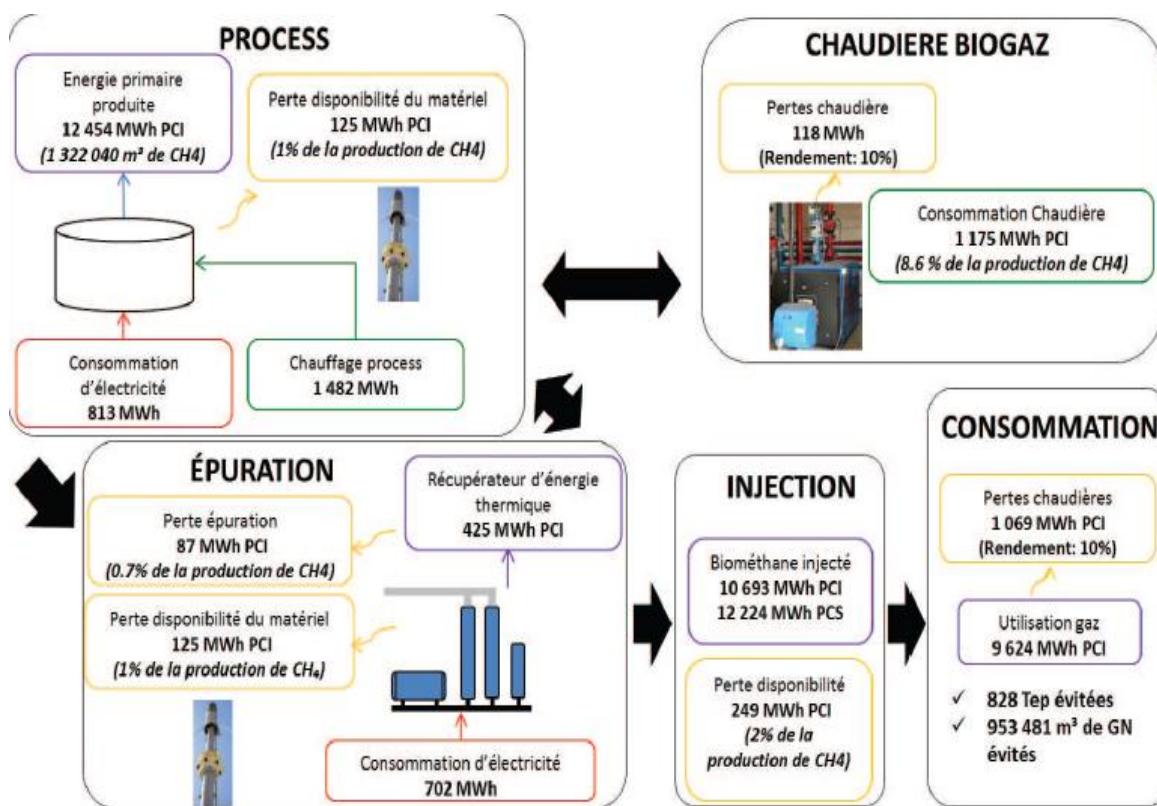 PROCESS
Energie primaire
produite
12 454 MWh PCI
(1 322 040 m³ de CH4)
Perte disponibilité du matériel
125 MWh PCI
(1% de la production de CH4)
Consommation
d’électricité
813 MWh
Chauffage process
1 482 MWh
CHAUDIERE BIOGAZ
Pertes chaudière
118 MWh
(Rendement: 10%)
Consommation Chaudière
1 175 MWh PCI
(8.6 % de la production de CH4)
ÉPURATION
Perte épuration
87 MWh PCI
(0.7% de la production de CH4)
Récupérateur d’énergie
thermique
425 MWh PCI
Perte disponibilité du matériel
125 MWh PCI
(1% de la production de CH₄)
Consommation d’électricité
702 MWh
INJECTION
Biométhane injecté
10 693 MWh PCI
12 224 MWh PCS
Perte disponibilité
249 MWh PCI
(2% de la
production de CH4)
CONSOMMATION
Pertes chaudières
1 069 MWh PCI
(Rendement: 10%)
Utilisation gaz
9 624 MWh PCI
✓ 828 Tep évitées
✓ 953 481 m³ de GN
évités